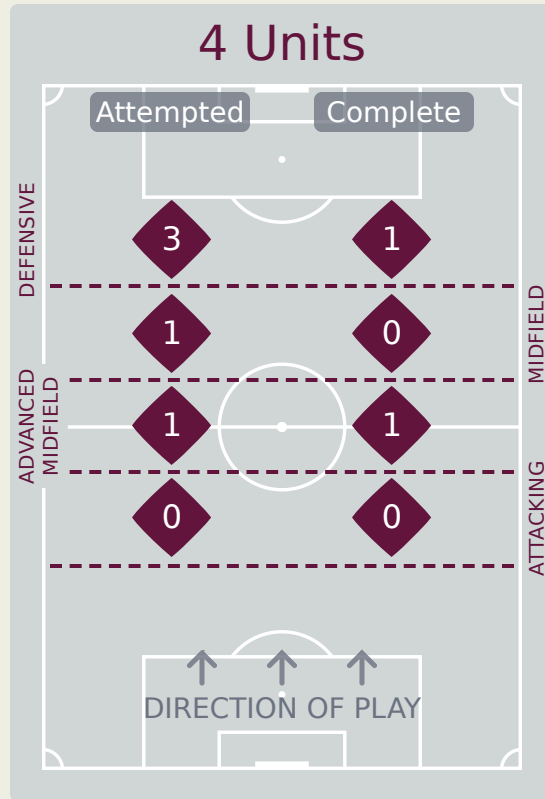 4 Units
Attempted
Complete
DEFENSIVE
3
1
MIDFIELD
1
0
ADVANCED
MIDFIELD
1
1
ATTACKING
0
0
DIRECTION OF PLAY